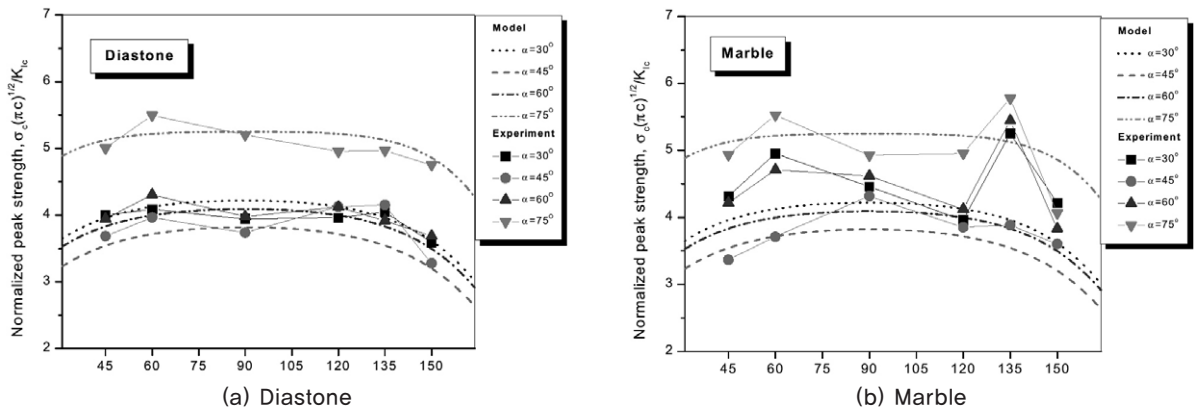 Normalized peak strength, σc(πc)1/2/KIc
7
6
5
4
3
2
Diastone
45 60 75 90 105 120 135 150
Model
α=30°
α=45°
α=60°
α=75°
Experiment
α=30°
α=45°
α=60°
α=75°
(a) Diastone
Normalized peak strength, σc(πc)1/2/KIc
7
6
5
4
3
2
Marble
45 60 75 90 105 120 135 150
Model
α=30°
α=45°
α=60°
α=75°
Experiment
α=30°
α=45°
α=60°
α=75°
(b) Marble